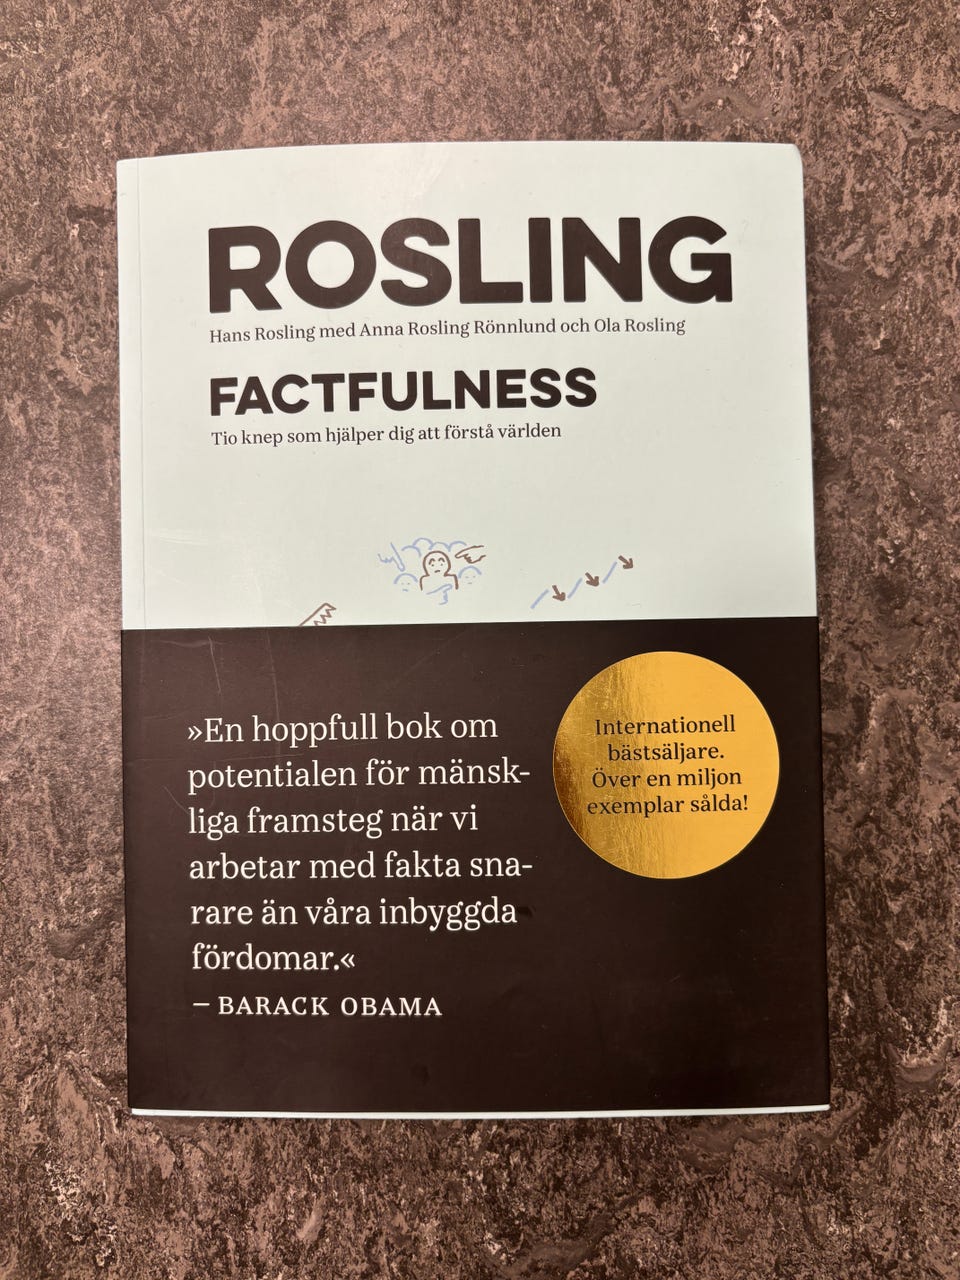 ROSLING
Hans Rosling med Anna Rosling Rönnlund och Ola Rosling
FACTFULNESS
Tio knep som hjälper dig att förstå världen
»En hoppfull bok om
potentialen för mänsk-
liga framsteg när vi
arbetar med fakta sna-
rare än våra inbyggda
fördomar.«
– BARACK OBAMA
Internationell
bästsäljare.
Över en miljon
exemplar sålda!